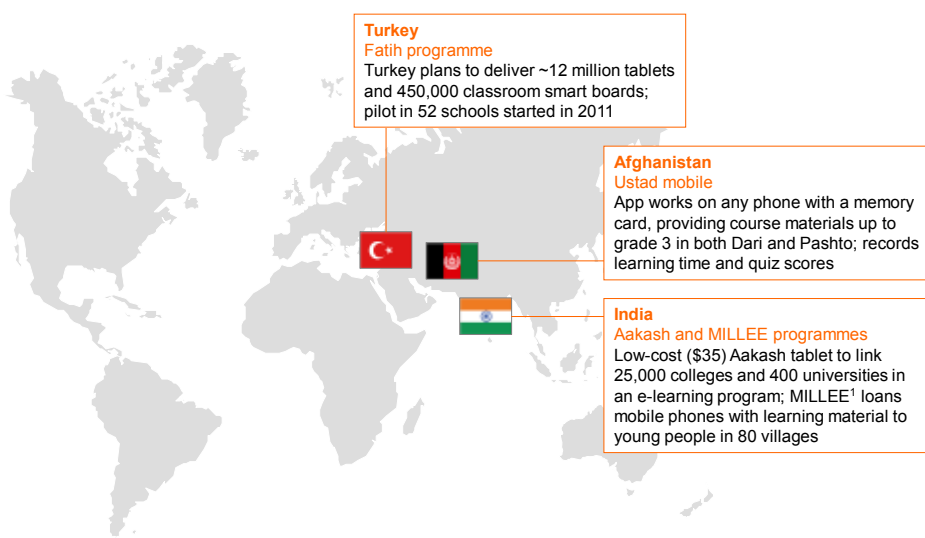 Turkey
Fatih programme
Turkey plans to deliver ~12 million tablets
and 450,000 classroom smart boards;
pilot in 52 schools started in 2011
Afghanistan
Ustad mobile
App works on any phone with a memory
card, providing course materials up to
grade 3 in both Dari and Pashto; records
learning time and quiz scores
India
Aakash and MILLEE programmes
Low-cost ($35) Aakash tablet to link
25,000 colleges and 400 universities in
an e-learning program; MILLEE¹ loans
mobile phones with learning material to
young people in 80 villages